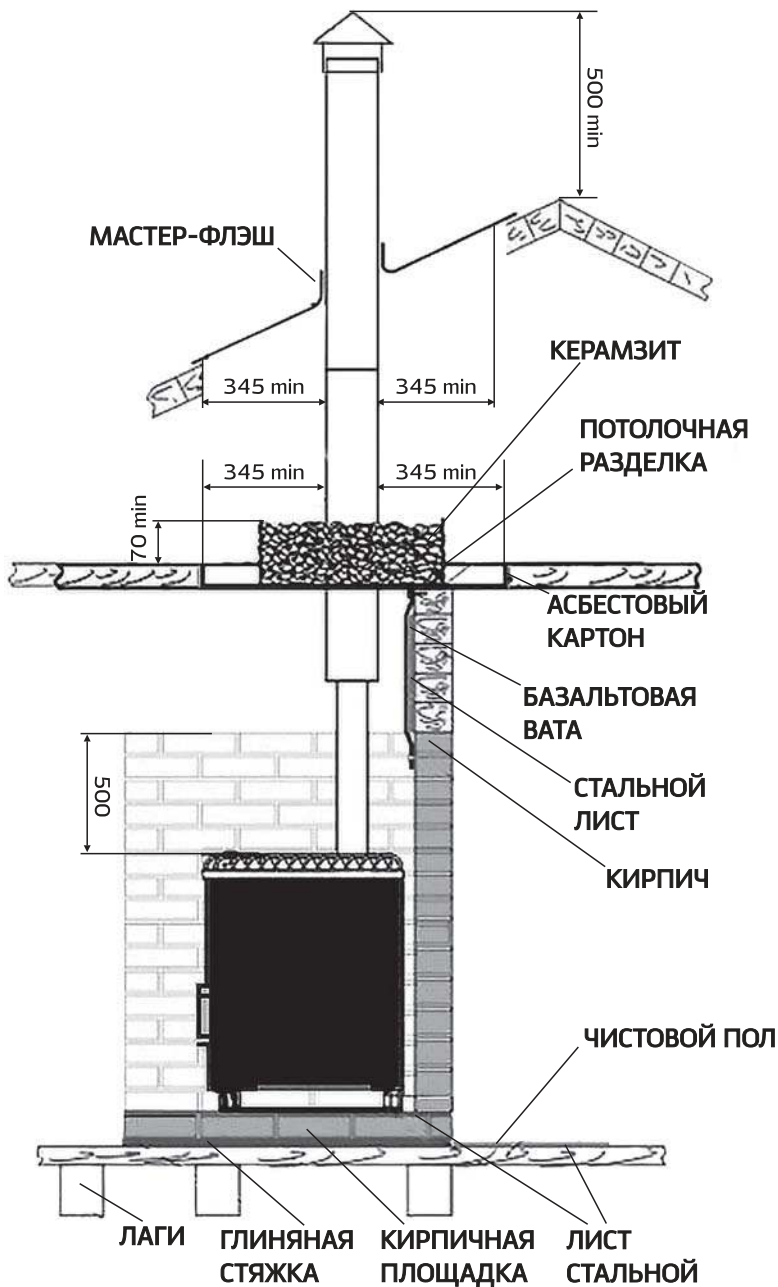 500 min
МАСТЕР-ФЛЭШ
КЕРАМЗИТ
345 min
345 min
ПОТОЛОЧНАЯ
РАЗДЕЛКА
345 min
345 min
70 min
АСБЕСТОВЫЙ
КАРТОН
БАЗАЛЬТОВАЯ
ВАТА
500
СТАЛЬНОЙ
ЛИСТ
КИРПИЧ
ЧИСТОВОЙ ПОЛ
ЛАГИ
ГЛИНЯНАЯ
СТЯЖКА
КИРПИЧНАЯ
ПЛОЩАДКА
ЛИСТ
СТАЛЬНОЙ